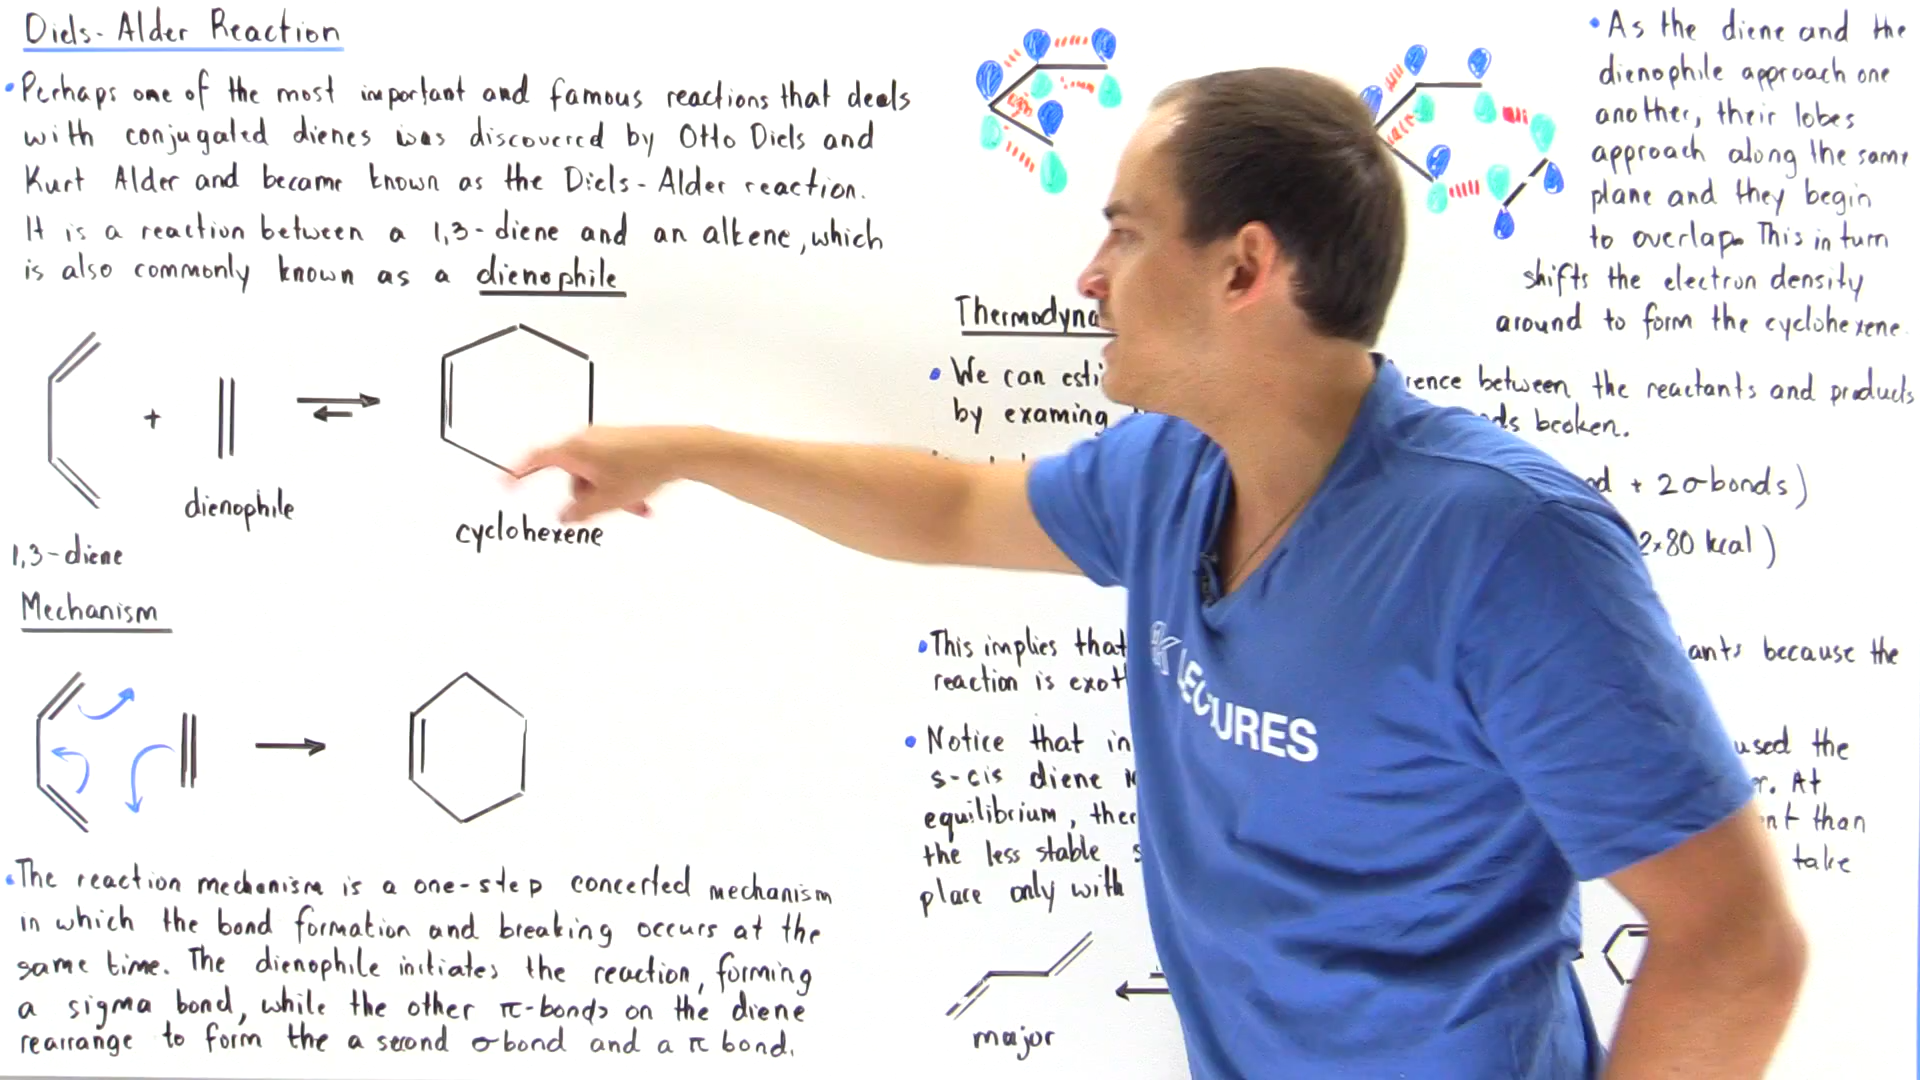 Diels-Alder Reaction
• Perhaps one of the most important and famous reactions that deals
with conjugated dienes was discovered by Otto Diels and
Kurt Alder and became known as the Diels-Alder reaction.
It is a reaction between a 1,3-diene and an alkene, which
is also commonly known as a dienophile
+
dienophile
cyclohexene
1,3-diene
Mechanism
• The reaction mechanism is a one-step concerted mechanism
in which the bond formation and breaking occurs at the
same time. The dienophile initiates the reaction, forming
a sigma bond, while the other π-bonds on the diene
rearrange to form the a second σ bond and a π bond.
• As the diene and the
dienophile approach one
another, their lobes
approach along the same
plane and they begin
to overlap. This in turn
shifts the electron density
around to form the cyclohexene.
Thermodyna
• We can esti rence between the reactants and products
by examing ds broken.
d + 2σ-bonds)
2×80 kcal)
• This implies that ants because the
reaction is exot
• Notice that in used the
s-cis diene r. At
equilibrium, ther nt than
the less stable s take
place only with
major
AK LECTURES